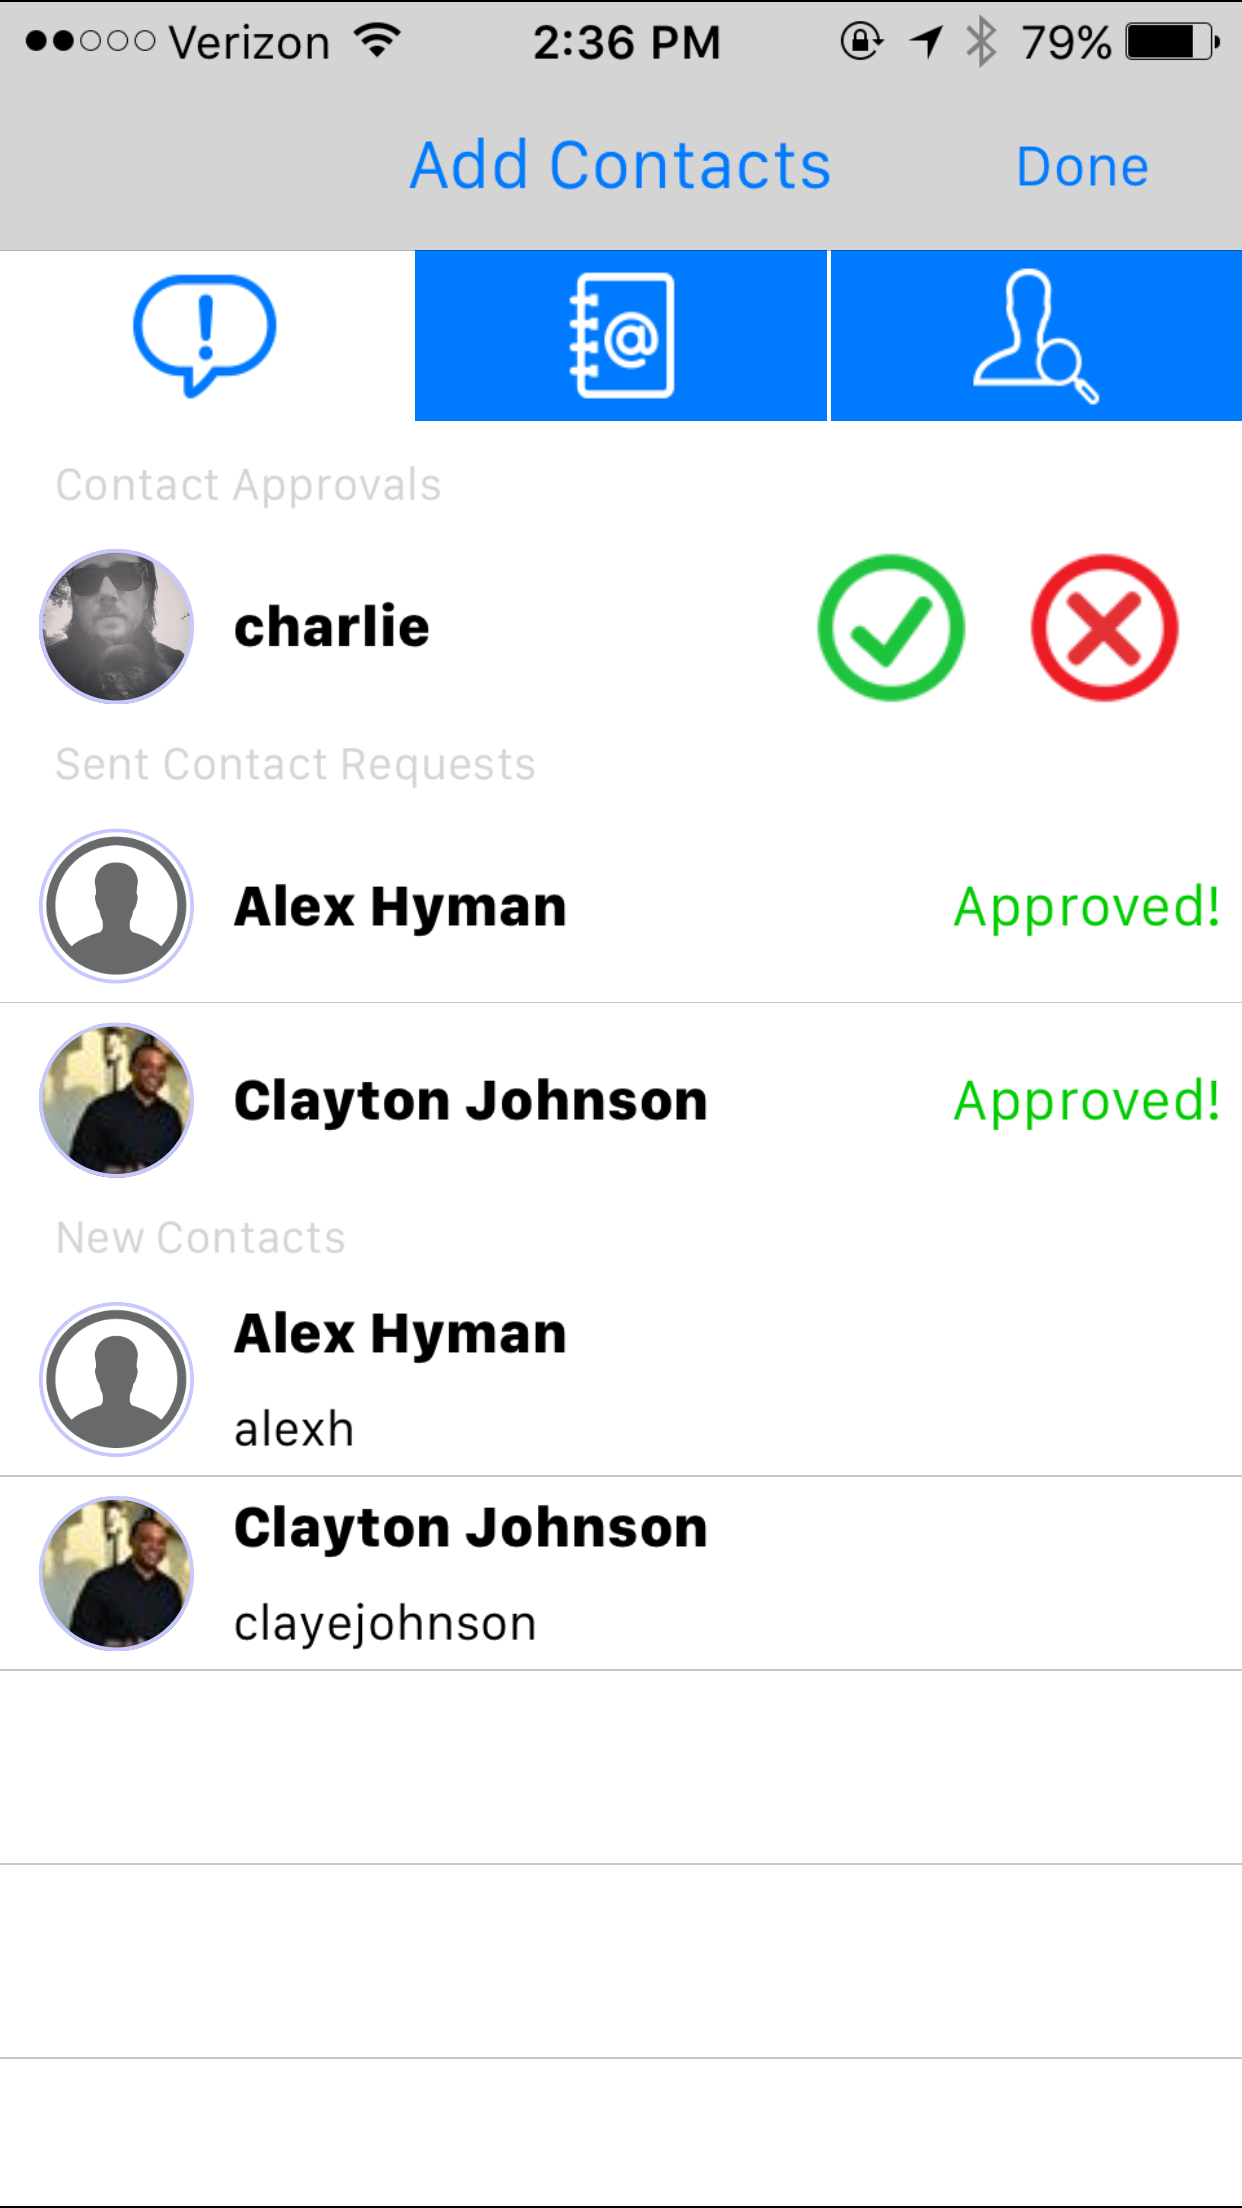 Verizon 2:36 PM 79%
Add Contacts Done
Contact Approvals
charlie
Sent Contact Requests
Alex Hyman Approved!
Clayton Johnson Approved!
New Contacts
Alex Hyman
alexh
Clayton Johnson
clayejohnson